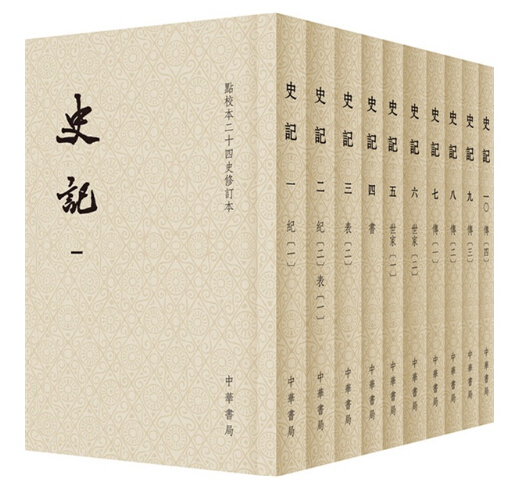 史記
一
點校本二十四史修訂本
中華書局
史記 一 紀〔一〕
中華書局
史記 二 紀〔二〕表〔一〕
中華書局
史記 三 表〔二〕
中華書局
史記 四 書
中華書局
史記 五 世家〔一〕
中華書局
史記 六 世家〔二〕
中華書局
史記 七 傳〔一〕
中華書局
史記 八 傳〔二〕
中華書局
史記 九 傳〔三〕
中華書局
史記 一〇 傳〔四〕
中華書局